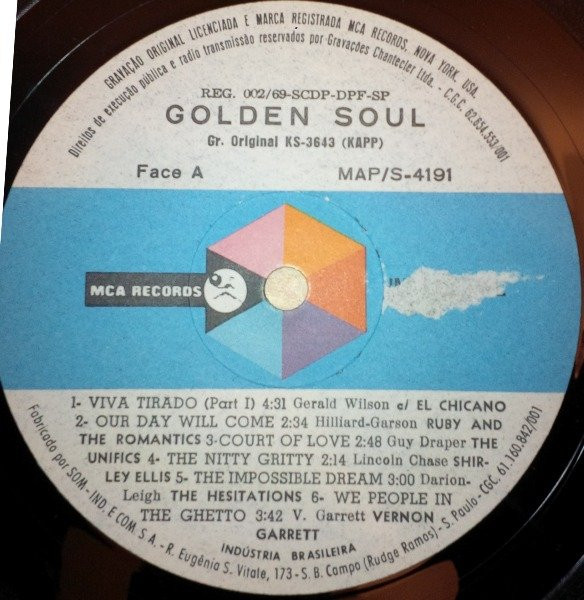 GRAVAÇÃO ORIGINAL LICENCIADA E MARCA REGISTRADA MCA RECORDS, NOVA YORK, USA.
Direitos de execução pública e radio transmissão reservados por Gravações Chantecler Ltda. - C.G.C. 62.854.553/001
REG. 002/69-SCDP-DPF-SP
GOLDEN SOUL
Gr. Original KS-3643 (KAPP)
Face A MAP/S-4191
MCA RECORDS
1- VIVA TIRADO (Part I) 4:31 Gerald Wilson c/ EL CHICANO
2- OUR DAY WILL COME 2:34 Hilliard-Garson RUBY AND
THE ROMANTICS 3-COURT OF LOVE 2:48 Guy Draper THE
UNIFICS 4- THE NITTY GRITTY 2:14 Lincoln Chase SHIR-
LEY ELLIS 5- THE IMPOSSIBLE DREAM 3:00 Darion-
Leigh THE HESITATIONS 6- WE PEOPLE IN
THE GHETTO 3:42 V. Garrett VERNON
GARRETT
INDÚSTRIA BRASILEIRA
Fabricado por SOM - IND. E COM. S A. - R. Eugênia S. Vitale, 173 - S. B. Campo (Rudge Ramos) - S. Paulo - CGC. 61.160.842/001